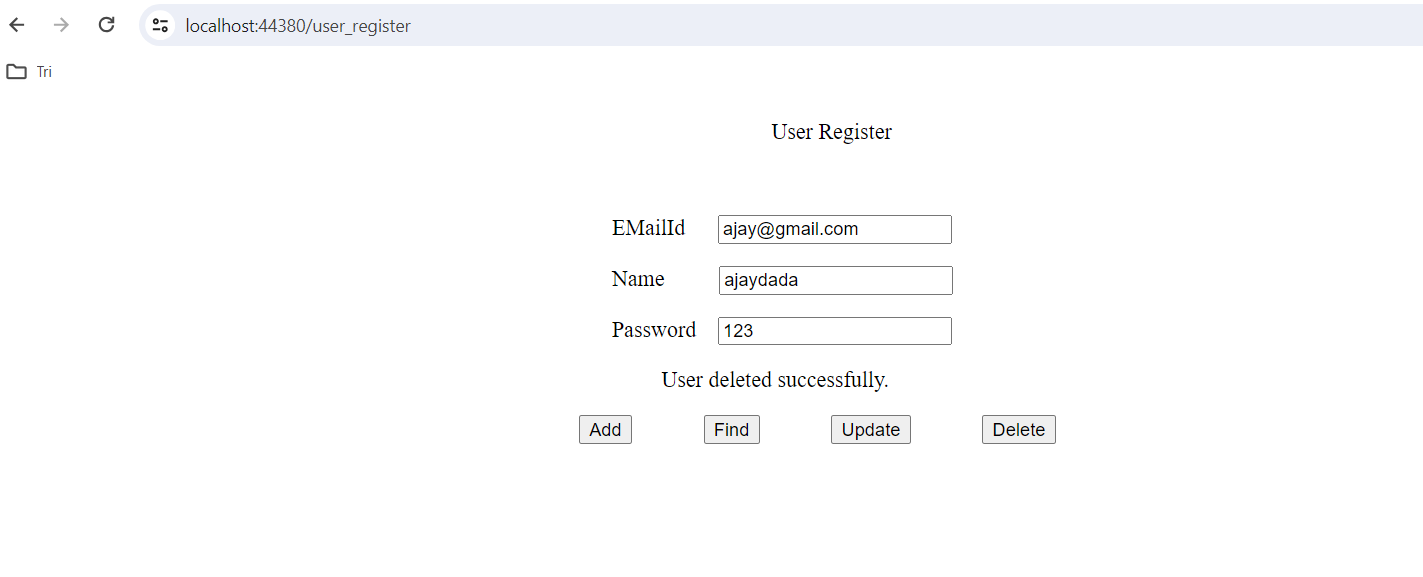 localhost:44380/user_register
Tri
User Register
EMailId ajay@gmail.com
Name ajaydada
Password 123
User deleted successfully.
Add Find Update Delete